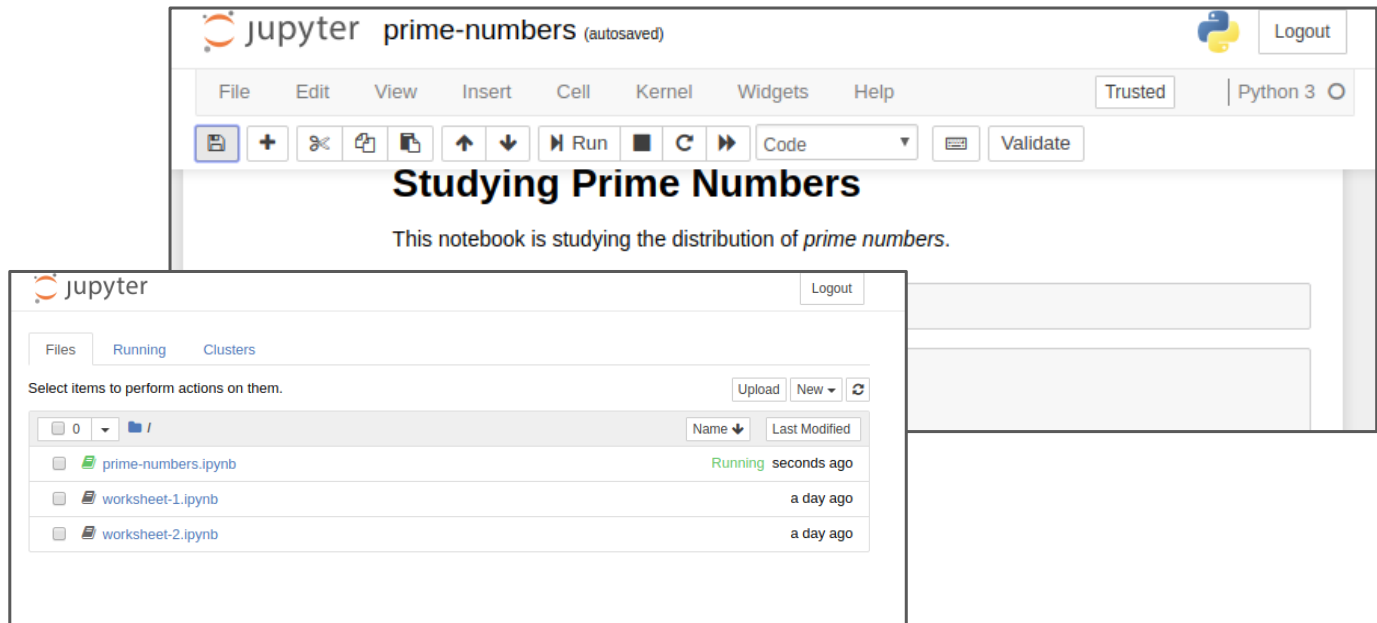 jupyter prime-numbers (autosaved) Logout
File Edit View Insert Cell Kernel Widgets Help Trusted Python 3
Run Code Validate
Studying Prime Numbers
This notebook is studying the distribution of prime numbers.
jupyter Logout
Files Running Clusters
Select items to perform actions on them. Upload New
0 / Name Last Modified
prime-numbers.ipynb Running seconds ago
worksheet-1.ipynb a day ago
worksheet-2.ipynb a day ago